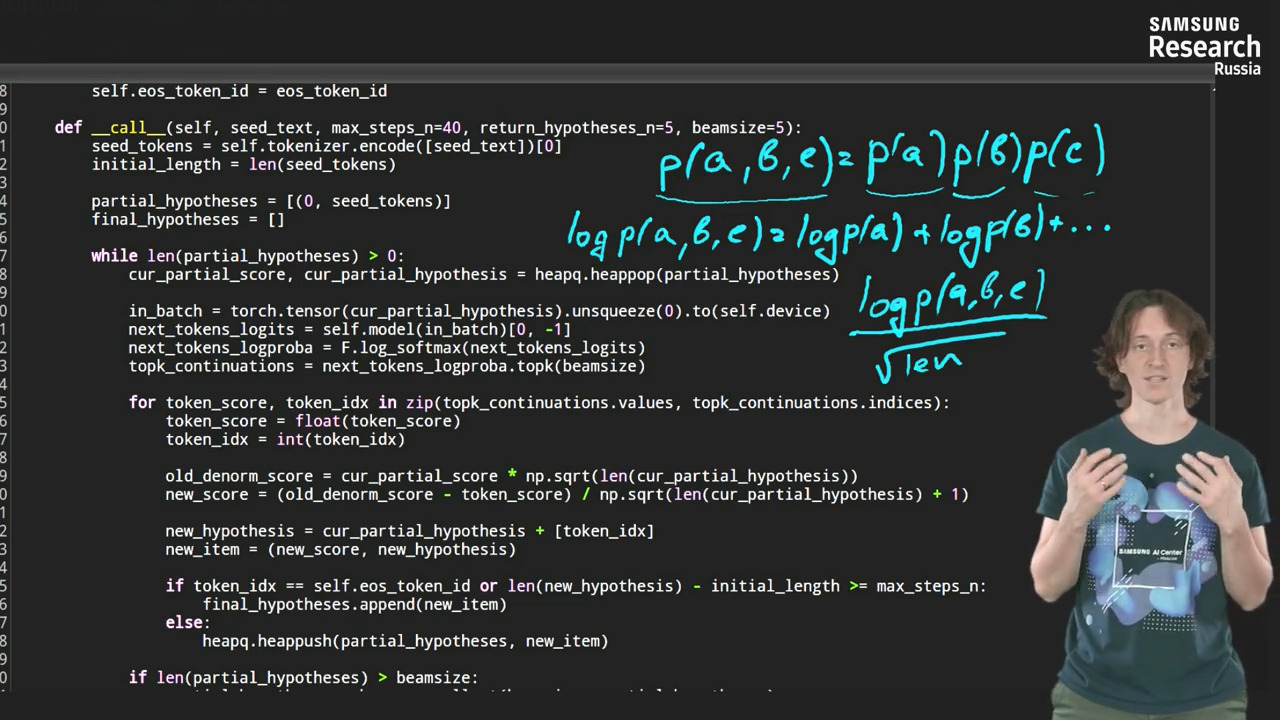 SAMSUNG
Research
Russia
8 self.eos_token_id = eos_token_id
9
0 def __call__(self, seed_text, max_steps_n=40, return_hypotheses_n=5, beamsize=5):
1 seed_tokens = self.tokenizer.encode([seed_text])[0]
2 initial_length = len(seed_tokens)
3
4 partial_hypotheses = [(0, seed_tokens)]
5 final_hypotheses = []
6
7 while len(partial_hypotheses) > 0:
8 cur_partial_score, cur_partial_hypothesis = heapq.heappop(partial_hypotheses)
9
0 in_batch = torch.tensor(cur_partial_hypothesis).unsqueeze(0).to(self.device)
1 next_tokens_logits = self.model(in_batch)[0, -1]
2 next_tokens_logproba = F.log_softmax(next_tokens_logits)
3 topk_continuations = next_tokens_logproba.topk(beamsize)
4
5 for token_score, token_idx in zip(topk_continuations.values, topk_continuations.indices):
6 token_score = float(token_score)
7 token_idx = int(token_idx)
8
9 old_denorm_score = cur_partial_score * np.sqrt(len(cur_partial_hypothesis))
0 new_score = (old_denorm_score - token_score) / np.sqrt(len(cur_partial_hypothesis) + 1)
1
2 new_hypothesis = cur_partial_hypothesis + [token_idx]
3 new_item = (new_score, new_hypothesis)
4
5 if token_idx == self.eos_token_id or len(new_hypothesis) - initial_length >= max_steps_n:
6 final_hypotheses.append(new_item)
7 else:
8 heapq.heappush(partial_hypotheses, new_item)
9
0 if len(partial_hypotheses) > beamsize:
p(a,b,c)=p(a)p(b)p(c)
log p(a,b,c)=log p(a)+log p(b)+...
log p(a,b,c)
√len
SAMSUNG AI Center